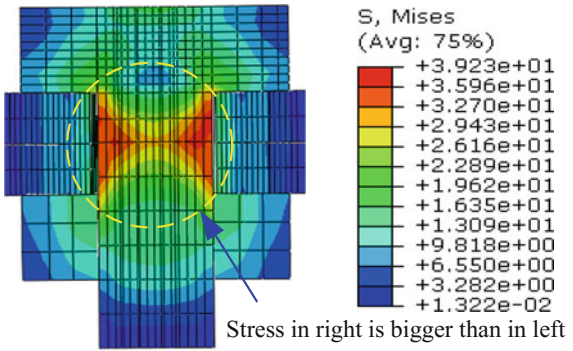 S, Mises
(Avg: 75%)
+3.923e+01
+3.596e+01
+3.270e+01
+2.943e+01
+2.616e+01
+2.289e+01
+1.962e+01
+1.635e+01
+1.309e+01
+9.818e+00
+6.550e+00
+3.282e+00
+1.322e-02
Stress in right is bigger than in left